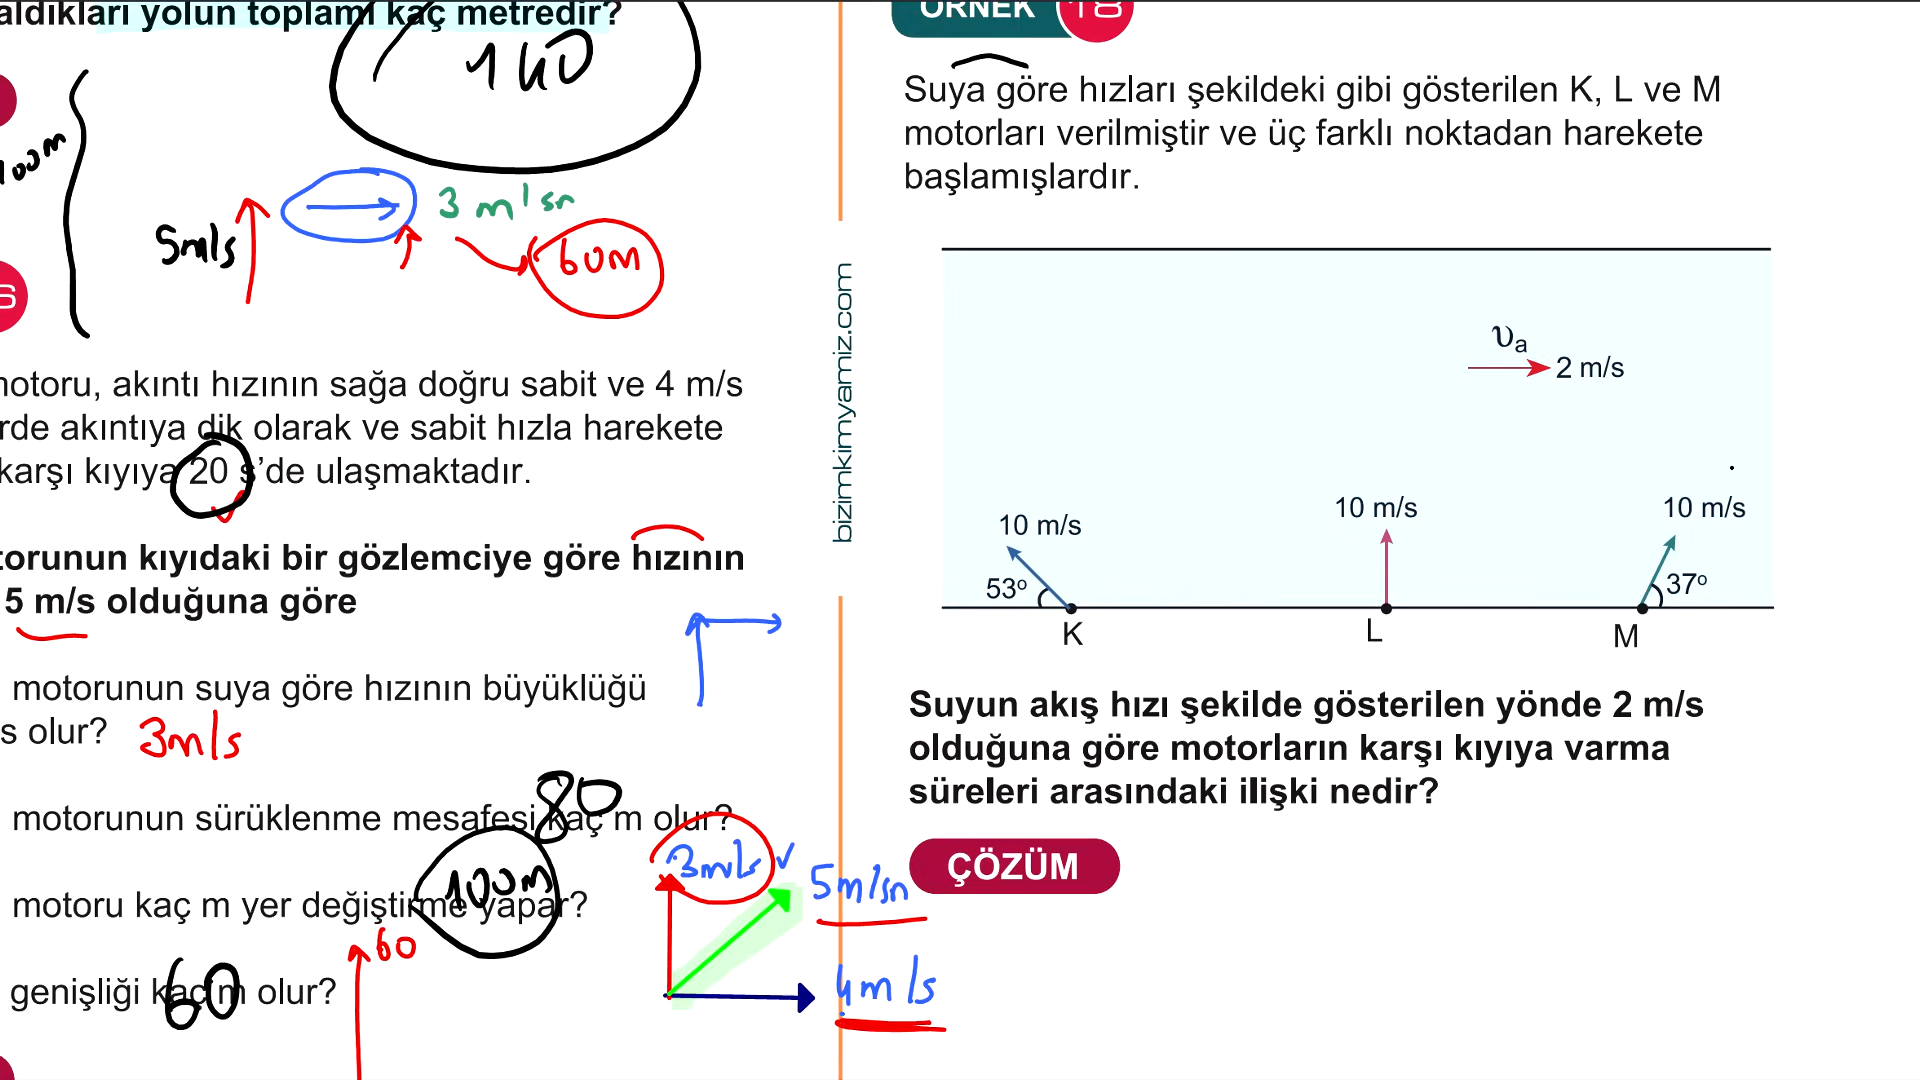 aldıkları yolun toplamı kaç metredir?
140
100m
5m/s
3 m/sn
60m
motoru, akıntı hızının sağa doğru sabit ve 4 m/s
rde akıntıya dik olarak ve sabit hızla harekete
karşı kıyıya 20 s'de ulaşmaktadır.
torunun kıyıdaki bir gözlemciye göre hızının
5 m/s olduğuna göre
motorunun suya göre hızının büyüklüğü
s olur? 3m/s
80
motorunun sürüklenme mesafesi kaç m olur?
100m
motoru kaç m yer değiştirme yapar?
60
genişliği kaç m olur?
60
3m/s
5m/sn
4m/s
bizimkimyamiz.com
ÖRNEK 18
Suya göre hızları şekildeki gibi gösterilen K, L ve M
motorları verilmiştir ve üç farklı noktadan harekete
başlamışlardır.
υa
2 m/s
10 m/s
10 m/s
10 m/s
53°
37°
K
L
M
Suyun akış hızı şekilde gösterilen yönde 2 m/s
olduğuna göre motorların karşı kıyıya varma
süreleri arasındaki ilişki nedir?
ÇÖZÜM